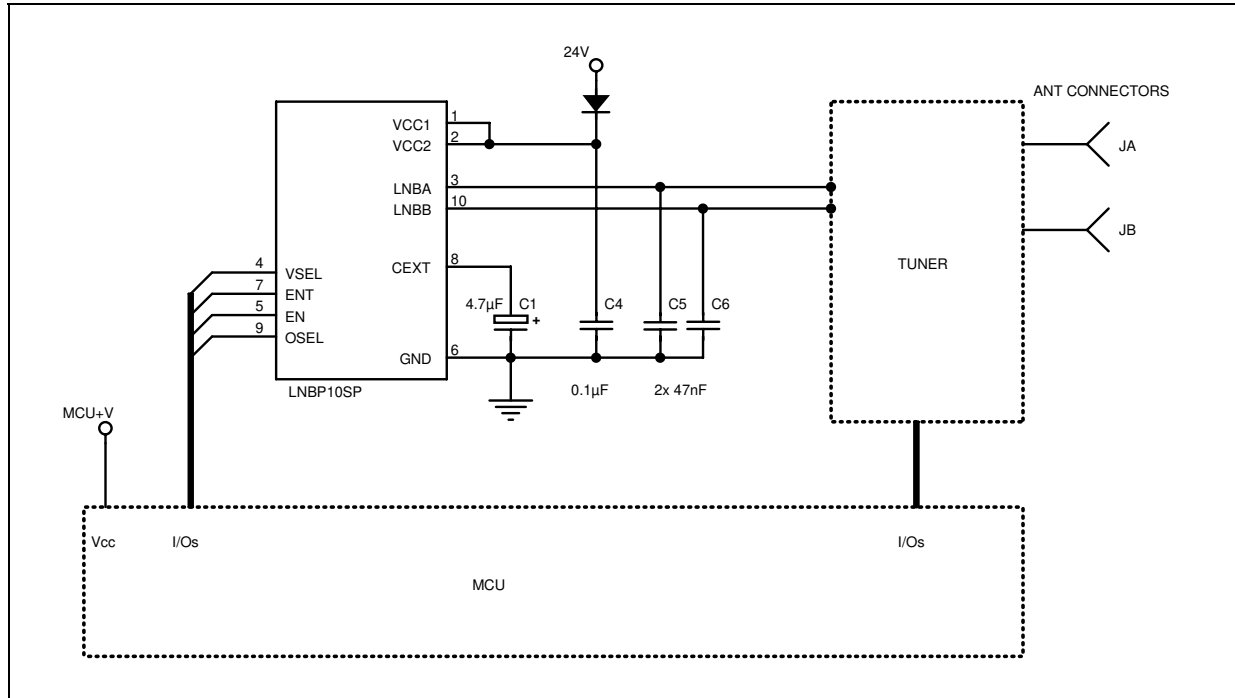 24V
ANT CONNECTORS
VCC1
1
VCC2
2
LNBA
3
LNBB
10
JA
JB
TUNER
4
VSEL
7
ENT
5
EN
9
OSEL
CEXT
8
4.7µF
C1
+
C4
C5
C6
GND
6
LNBP10SP
0.1µF
2x 47nF
MCU+V
Vcc
I/Os
I/Os
MCU